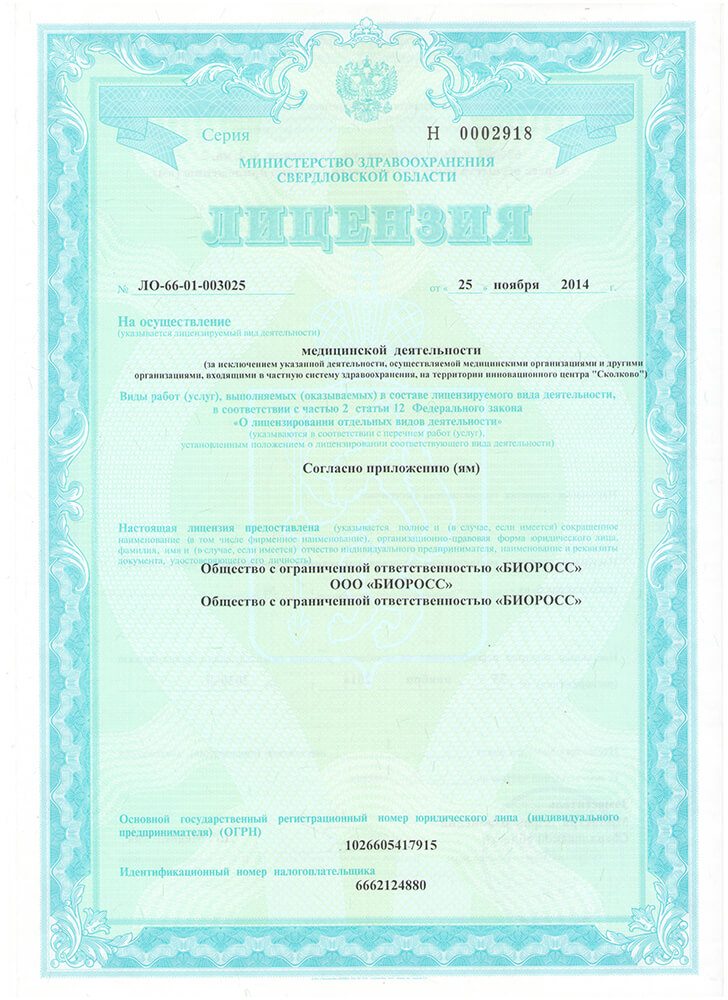 Серия Н 0002918
МИНИСТЕРСТВО ЗДРАВООХРАНЕНИЯ
СВЕРДЛОВСКОЙ ОБЛАСТИ
ЛИЦЕНЗИЯ
№ ЛО-66-01-003025 от « 25 » ноября 2014 г.
На осуществление
(указывается лицензируемый вид деятельности)
медицинской деятельности
(за исключением указанной деятельности, осуществляемой медицинскими организациями и другими
организациями, входящими в частную систему здравоохранения, на территории инновационного центра "Сколково")
Виды работ (услуг), выполняемых (оказываемых) в составе лицензируемого вида деятельности,
в соответствии с частью 2 статьи 12 Федерального закона
«О лицензировании отдельных видов деятельности»
(указываются в соответствии с перечнем работ (услуг),
установленным положением о лицензировании соответствующего вида деятельности)
Согласно приложению (ям)
Настоящая лицензия предоставлена (указывается полное и (в случае, если имеется) сокращенное
наименование (в том числе фирменное наименование), организационно-правовая форма юридического лица,
фамилия, имя и (в случае, если имеется) отчество индивидуального предпринимателя, наименование и реквизиты
документа, удостоверяющего его личность)
Общество с ограниченной ответственностью «БИОРОСС»
ООО «БИОРОСС»
Общество с ограниченной ответственностью «БИОРОСС»
Основной государственный регистрационный номер юридического лица (индивидуального
предпринимателя) (ОГРН)
1026605417915
Идентификационный номер налогоплательщика
6662124880